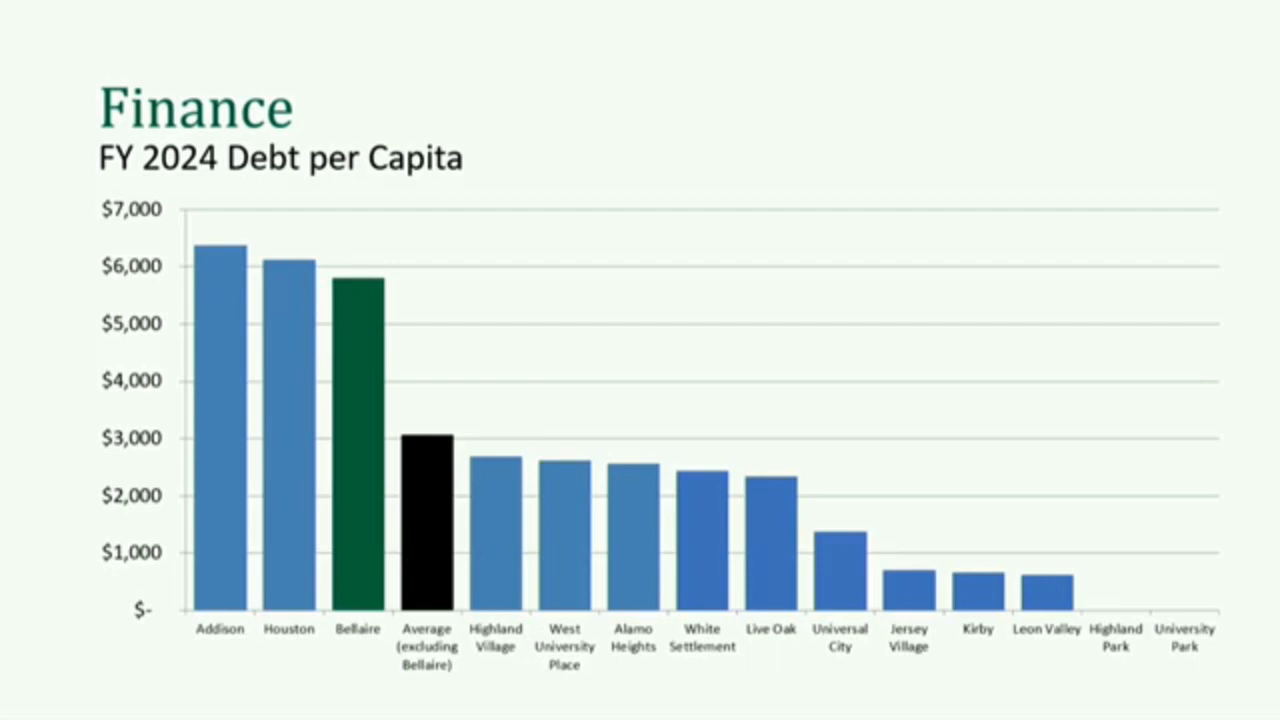 Finance
FY 2024 Debt per Capita
$7,000
$6,000
$5,000
$4,000
$3,000
$2,000
$1,000
$-
Addison
Houston
Bellaire
Average
(excluding
Bellaire)
Highland
Village
West
University
Place
Alamo
Heights
White
Settlement
Live Oak
Universal
City
Jersey
Village
Kirby
Leon Valley
Highland
Park
University
Park